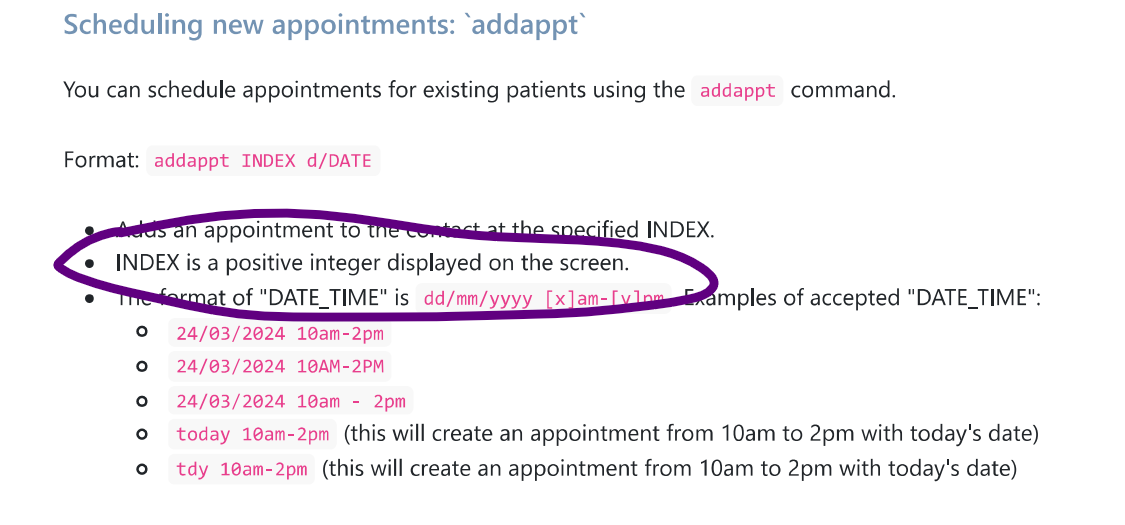 Scheduling new appointments: `addappt`
You can schedule appointments for existing patients using the addappt command.
Format: addappt INDEX d/DATE
• Adds an appointment to the contact at the specified INDEX.
• INDEX is a positive integer displayed on the screen.
• The format of "DATE_TIME" is dd/mm/yyyy [x]am-[y]pm Examples of accepted "DATE_TIME":
24/03/2024 10am-2pm
24/03/2024 10AM-2PM
24/03/2024 10am - 2pm
today 10am-2pm (this will create an appointment from 10am to 2pm with today's date)
tdy 10am-2pm (this will create an appointment from 10am to 2pm with today's date)